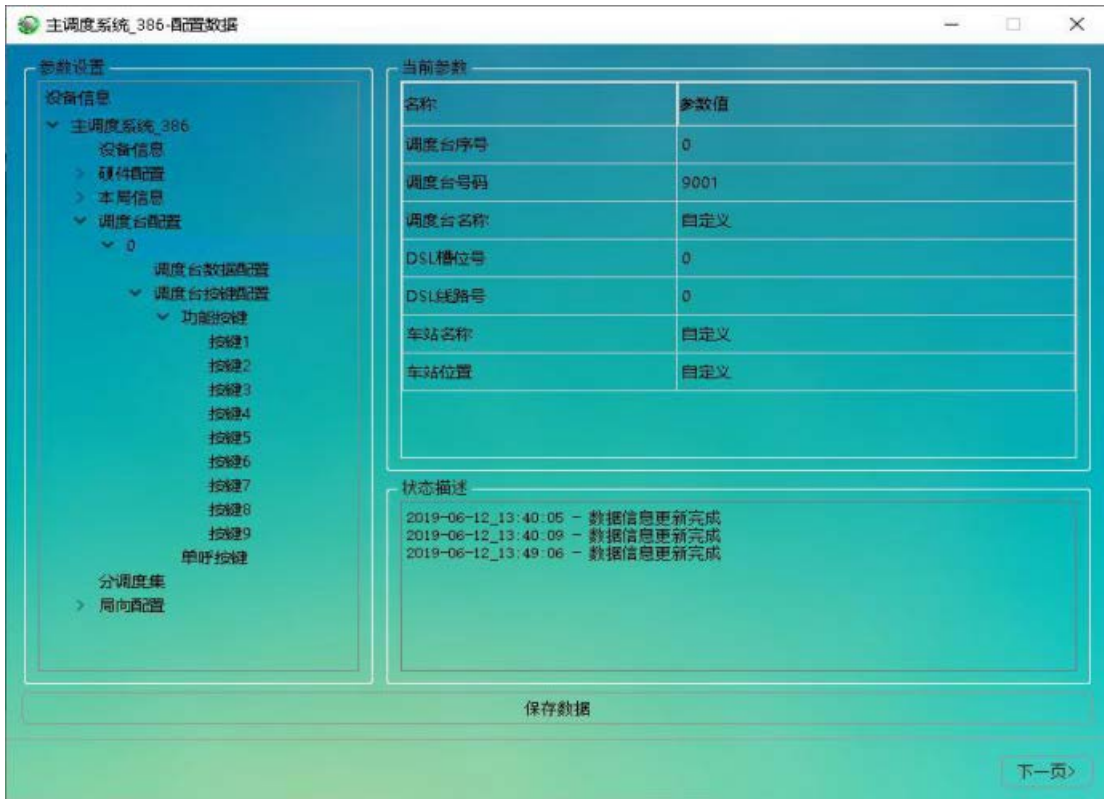 主调度系统_386-配置数据
参数设置
设备信息
主调度系统_386
设备信息
硬件配置
本局信息
调度台配置
0
调度台数据配置
调度台按键配置
功能按键
按键1
按键2
按键3
按键4
按键5
按键6
按键7
按键8
按键9
单呼按键
分调度集
局向配置
当前参数
名称 参数值
调度台序号 0
调度台号码 9001
调度台名称 自定义
DSL槽位号 0
DSL线路号 0
车站名称 自定义
车站位置 自定义
状态描述
2019-06-12_13:40:05 - 数据信息更新完成
2019-06-12_13:40:09 - 数据信息更新完成
2019-06-12_13:49:06 - 数据信息更新完成
保存数据
下一页>